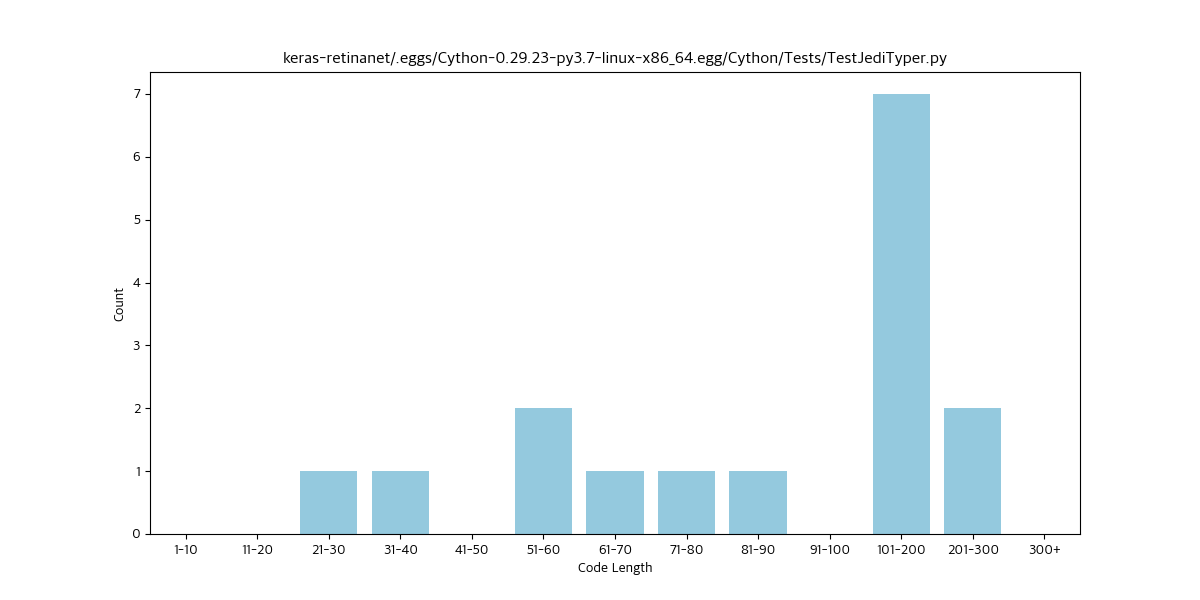 keras-retinanet/.eggs/Cython-0.29.23-py3.7-linux-x86_64.egg/Cython/Tests/TestJediTyper.py
7
6
5
4
3
2
1
0
Count
1-10 11-20 21-30 31-40 41-50 51-60 61-70 71-80 81-90 91-100 101-200 201-300 300+
Code Length